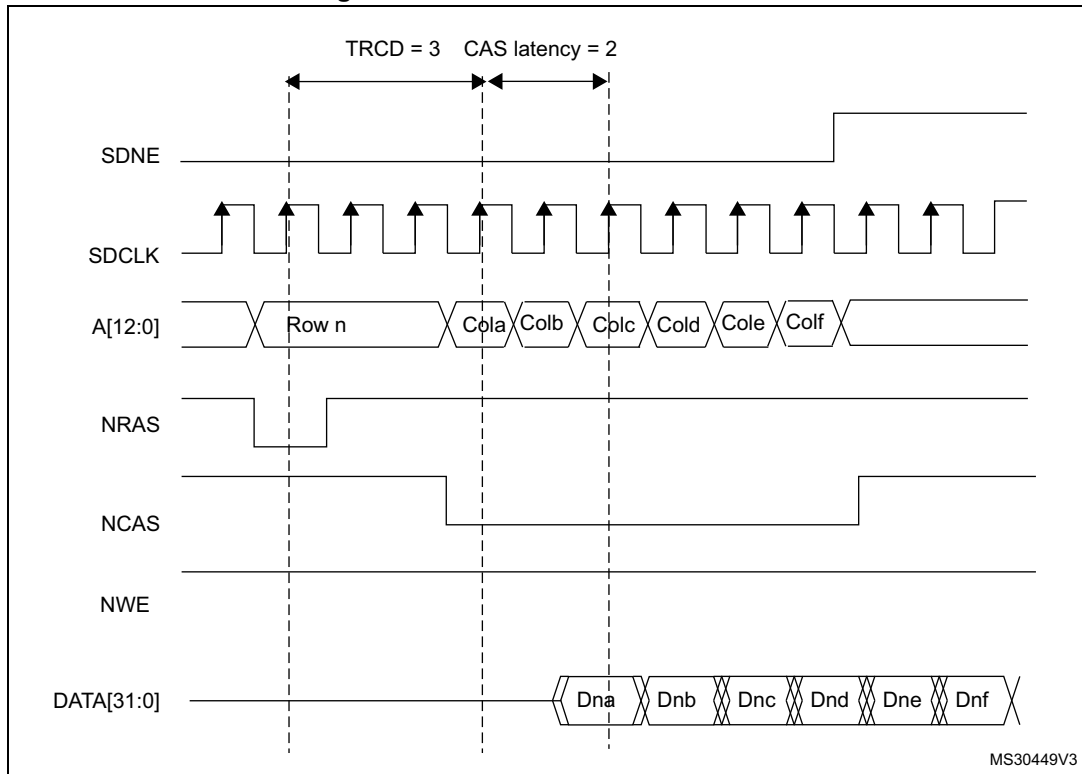 TRCD = 3 CAS latency = 2
SDNE
SDCLK
A[12:0] Row n Cola Colb Colc Cold Cole Colf
NRAS
NCAS
NWE
DATA[31:0] Dna Dnb Dnc Dnd Dne Dnf
MS30449V3